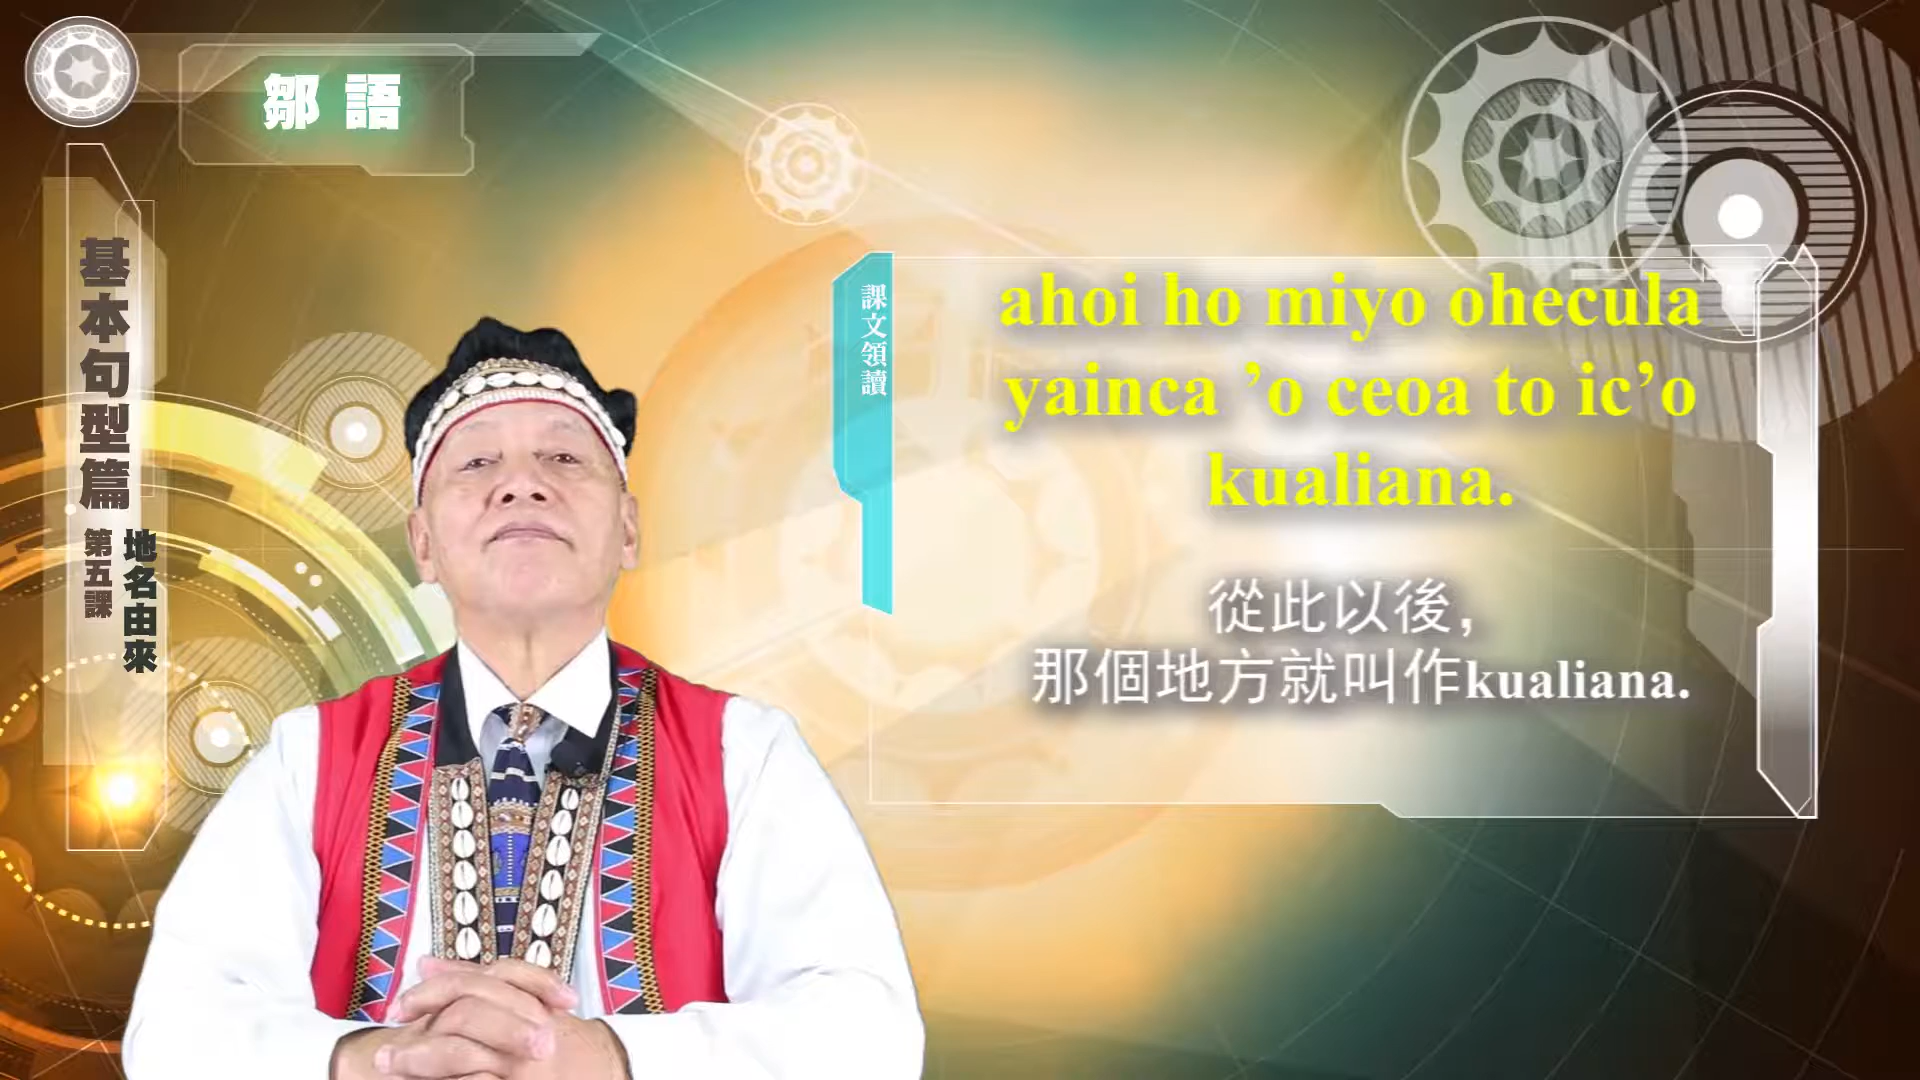 鄒語
基本句型篇
第五課
地名由來
課文領讀
ahoi ho miyo ohecula
yainca ’o ceoa to ic’o
kualiana.
從此以後,
那個地方就叫作kualiana.